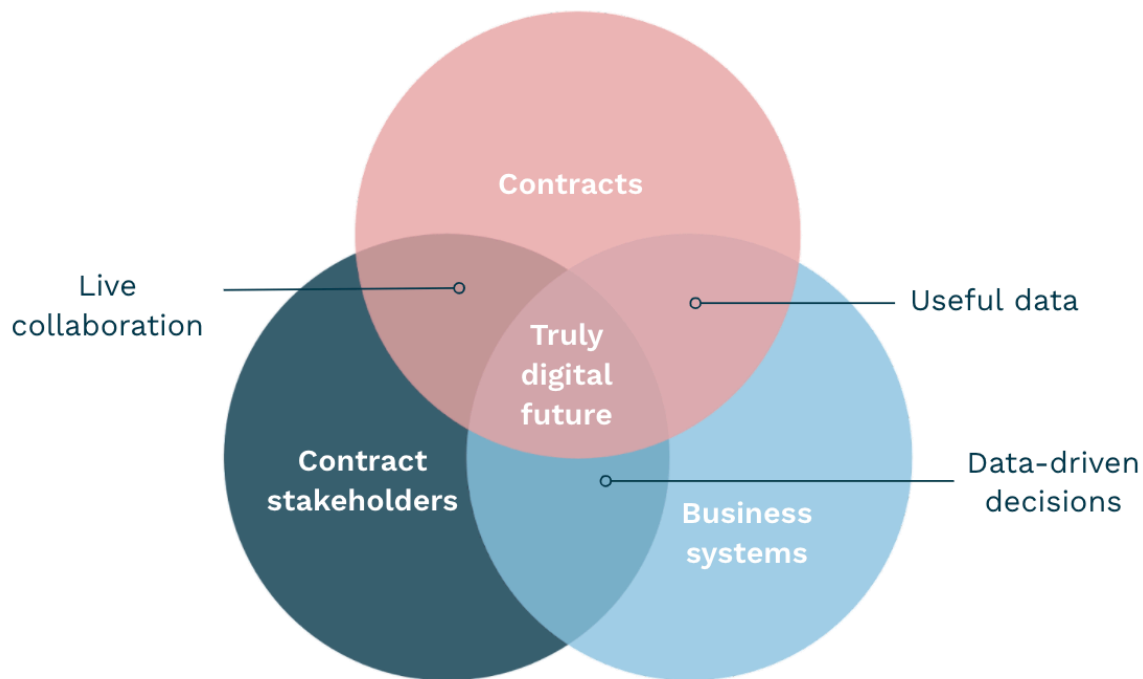 Contracts
Live
collaboration
Useful data
Truly
digital
future
Contract
stakeholders
Data-driven
decisions
Business
systems